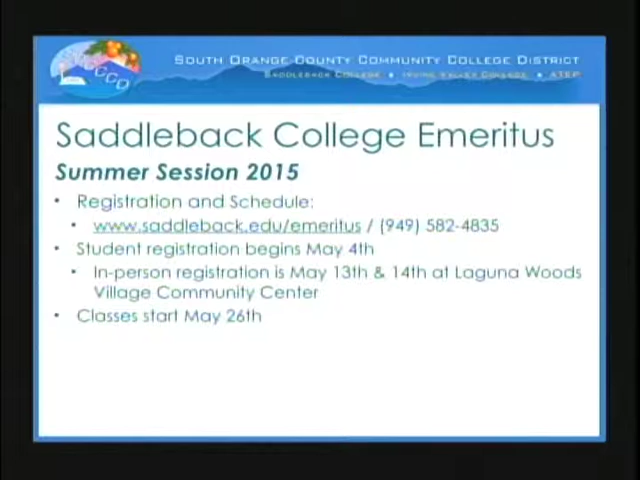 SOCCCD
SOUTH ORANGE COUNTY COMMUNITY COLLEGE DISTRICT
SADDLEBACK COLLEGE • IRVINE VALLEY COLLEGE • ATEP
Saddleback College Emeritus
Summer Session 2015
• Registration and Schedule:
• www.saddleback.edu/emeritus / (949) 582-4835
• Student registration begins May 4th
• In-person registration is May 13th & 14th at Laguna Woods
Village Community Center
• Classes start May 26th